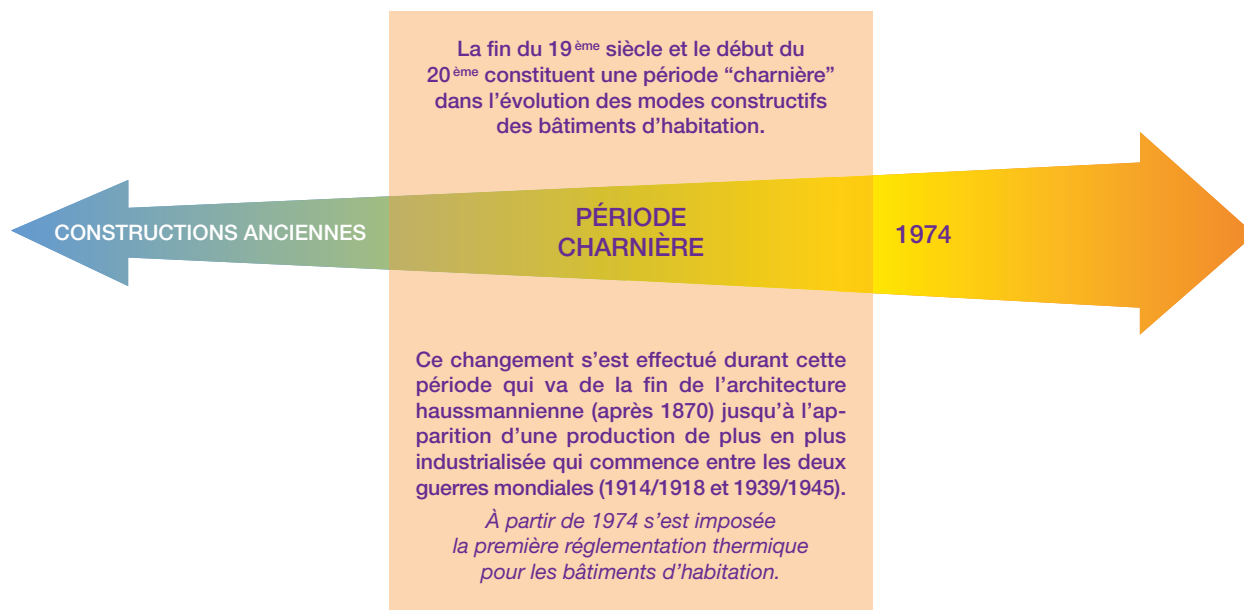 La fin du 19ème siècle et le début du
20ème constituent une période “charnière”
dans l’évolution des modes constructifs
des bâtiments d’habitation.
CONSTRUCTIONS ANCIENNES
PÉRIODE
CHARNIÈRE
1974
Ce changement s’est effectué durant cette
période qui va de la fin de l’architecture
haussmannienne (après 1870) jusqu’à l’ap-
parition d’une production de plus en plus
industrialisée qui commence entre les deux
guerres mondiales (1914/1918 et 1939/1945).
À partir de 1974 s’est imposée
la première réglementation thermique
pour les bâtiments d’habitation.